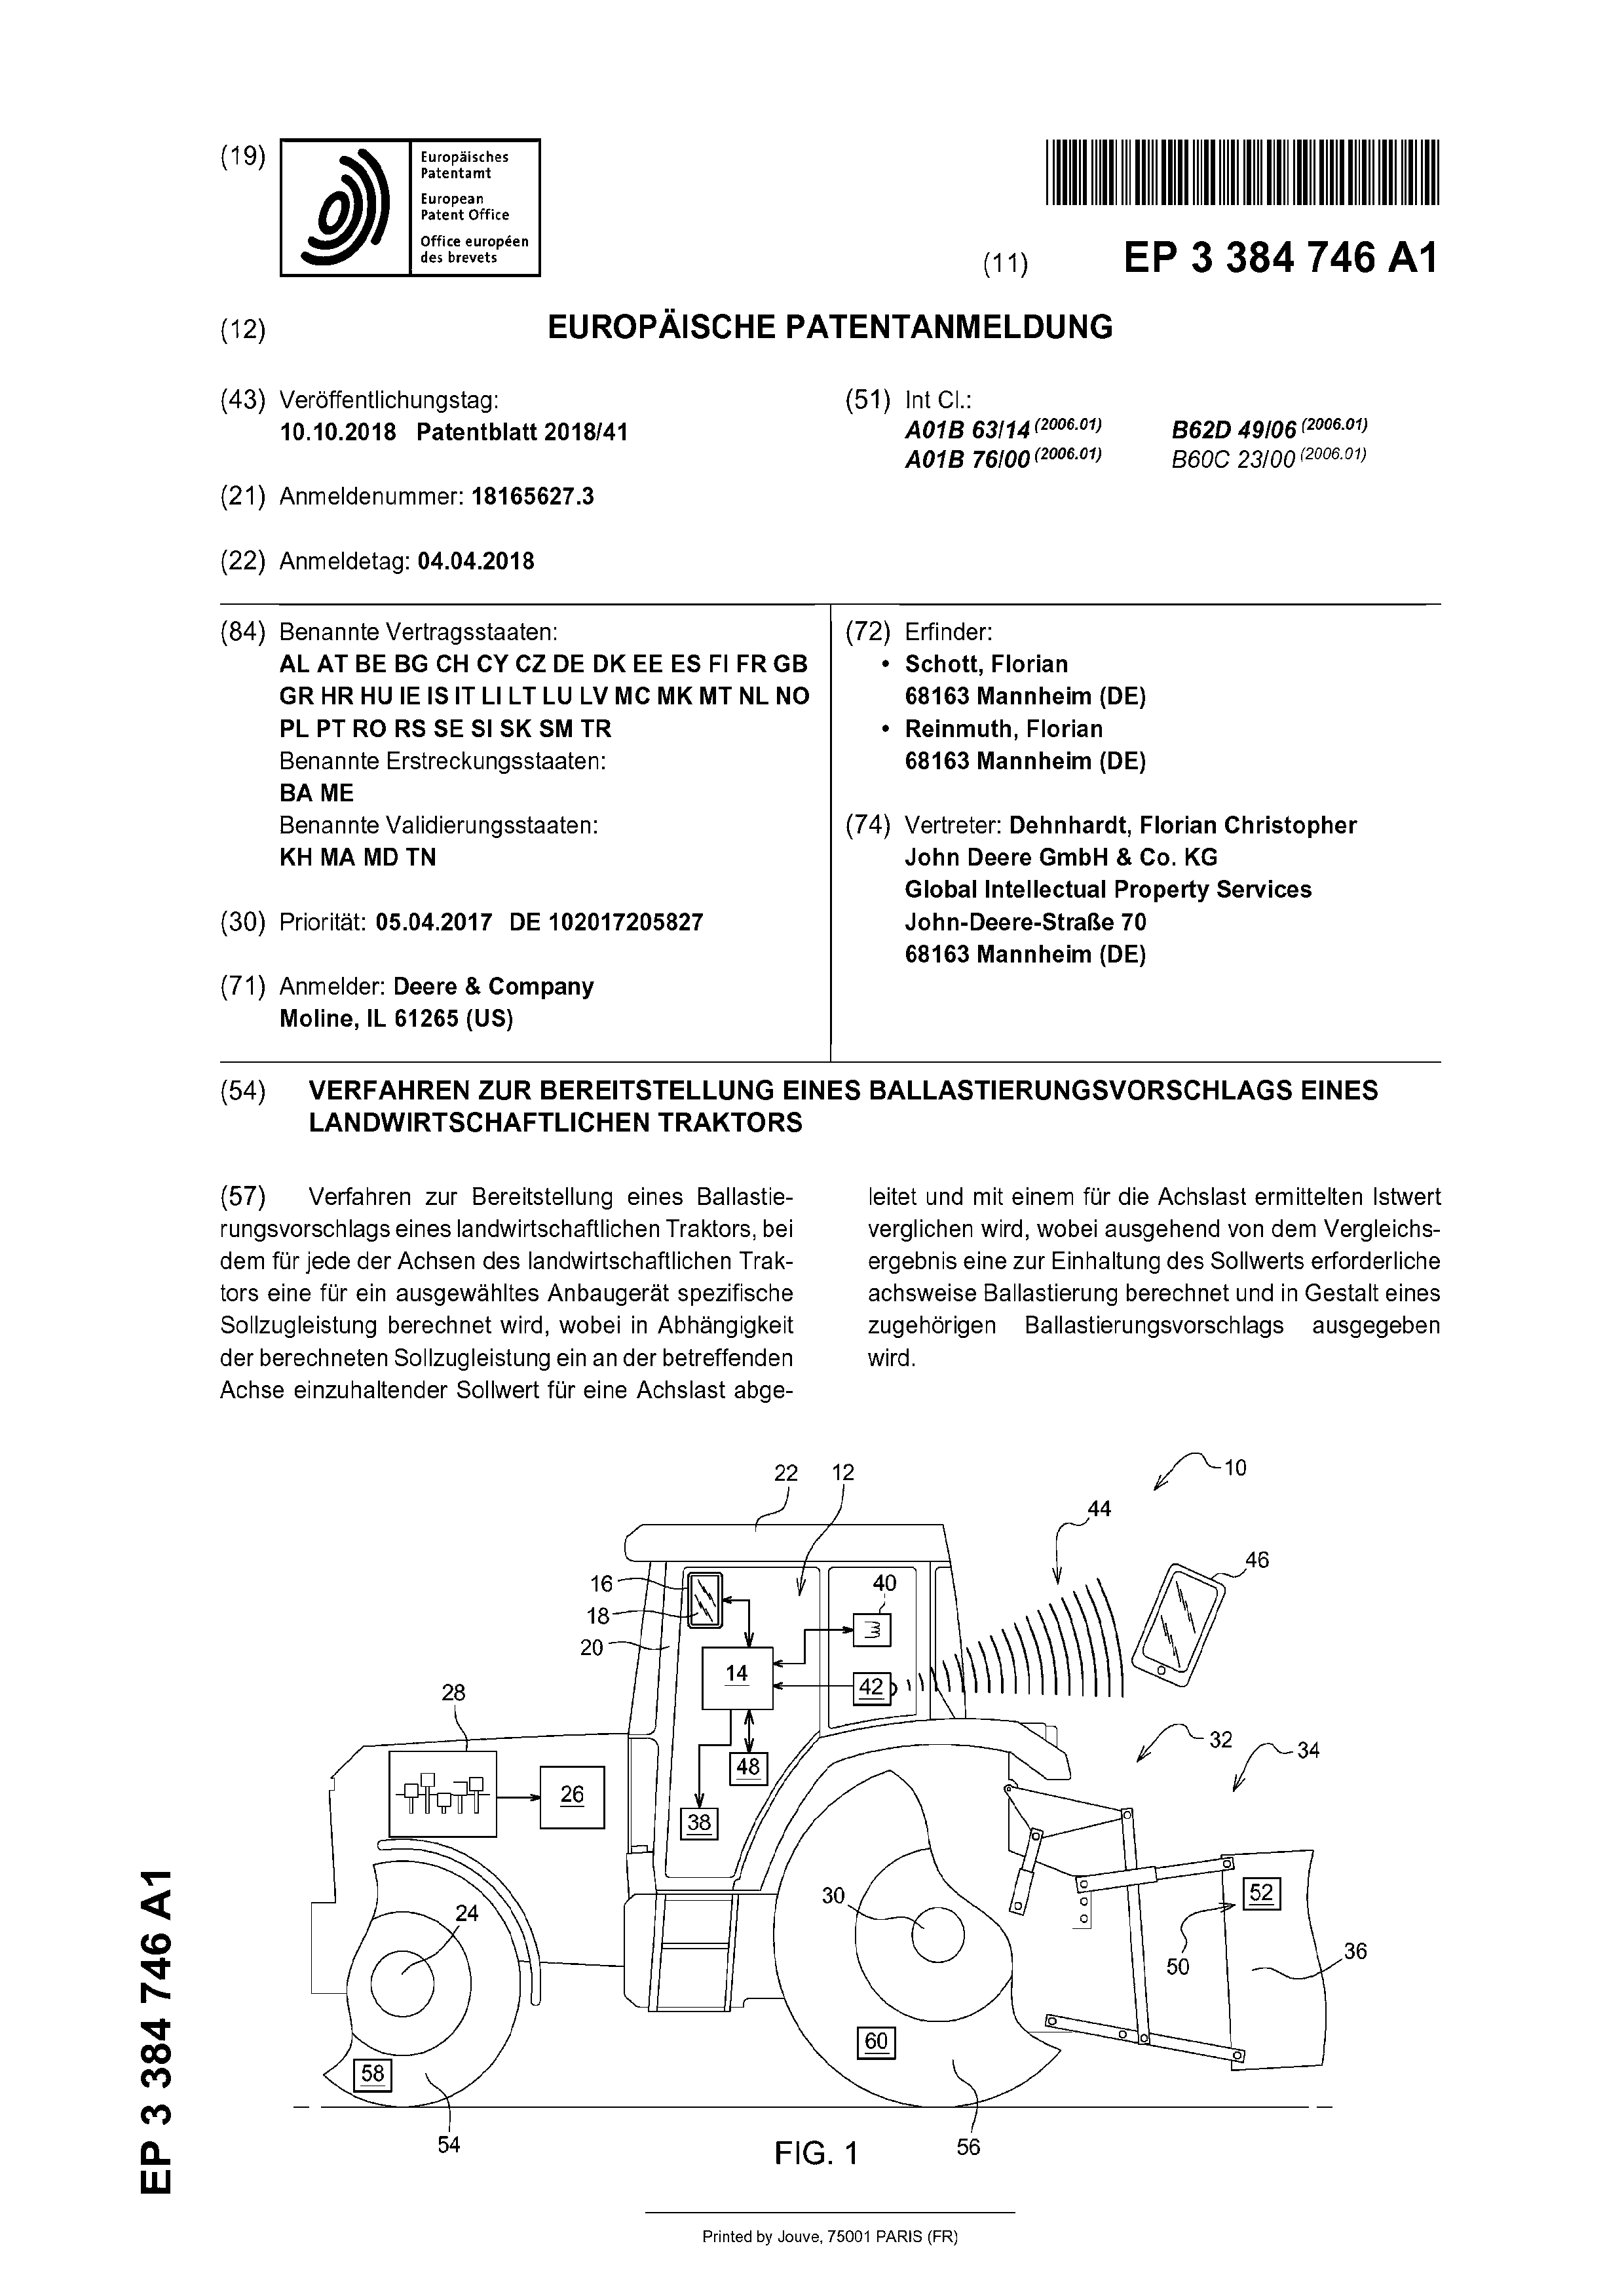 (19)
Europäisches
Patentamt
European
Patent Office
Office européen
des brevets
(11) EP 3 384 746 A1
(12) EUROPÄISCHE PATENTANMELDUNG
(43) Veröffentlichungstag:
10.10.2018 Patentblatt 2018/41
(21) Anmeldenummer: 18165627.3
(22) Anmeldetag: 04.04.2018
(51) Int Cl.:
A01B 63/14 (2006.01) B62D 49/06 (2006.01)
A01B 76/00 (2006.01) B60C 23/00 (2006.01)
(84) Benannte Vertragsstaaten:
AL AT BE BG CH CY CZ DE DK EE ES FI FR GB
GR HR HU IE IS IT LI LT LU LV MC MK MT NL NO
PL PT RO RS SE SI SK SM TR
Benannte Erstreckungsstaaten:
BA ME
Benannte Validierungsstaaten:
KH MA MD TN
(30) Priorität: 05.04.2017 DE 102017205827
(71) Anmelder: Deere & Company
Moline, IL 61265 (US)
(72) Erfinder:
• Schott, Florian
68163 Mannheim (DE)
• Reinmuth, Florian
68163 Mannheim (DE)
(74) Vertreter: Dehnhardt, Florian Christopher
John Deere GmbH & Co. KG
Global Intellectual Property Services
John-Deere-Straße 70
68163 Mannheim (DE)
(54) VERFAHREN ZUR BEREITSTELLUNG EINES BALLASTIERUNGSVORSCHLAGS EINES
LANDWIRTSCHAFTLICHEN TRAKTORS
(57) Verfahren zur Bereitstellung eines Ballastie-
rungsvorschlags eines landwirtschaftlichen Traktors, bei
dem für jede der Achsen des landwirtschaftlichen Trak-
tors eine für ein ausgewähltes Anbaugerät spezifische
Sollzugleistung berechnet wird, wobei in Abhängigkeit
der berechneten Sollzugleistung ein an der betreffenden
Achse einzuhaltender Sollwert für eine Achslast abge-
leitet und mit einem für die Achslast ermittelten Istwert
verglichen wird, wobei ausgehend von dem Vergleichs-
ergebnis eine zur Einhaltung des Sollwerts erforderliche
achsweise Ballastierung berechnet und in Gestalt eines
zugehörigen Ballastierungsvorschlags ausgegeben
wird.
22 12 10
44
46
16 40
18
20
14
42
28
32
34
48
26
38
52
30
24
50
36
60
58
54
56
FIG. 1
EP 3 384 746 A1
Printed by Jouve, 75001 PARIS (FR)